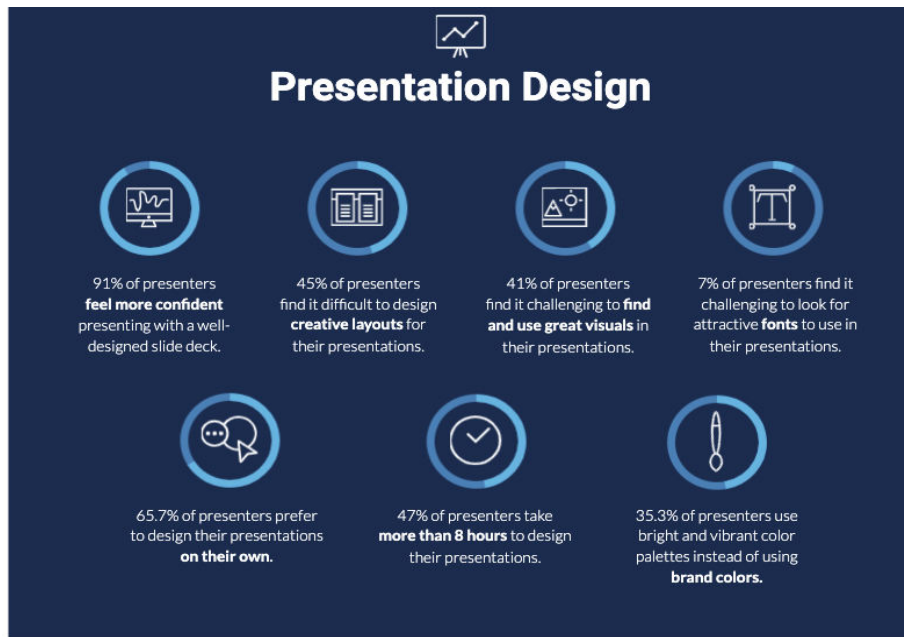 Presentation Design
91% of presenters
feel more confident
presenting with a well-
designed slide deck.
45% of presenters
find it difficult to design
creative layouts for
their presentations.
41% of presenters
find it challenging to find
and use great visuals in
their presentations.
7% of presenters find it
challenging to look for
attractive fonts to use in
their presentations.
65.7% of presenters prefer
to design their presentations
on their own.
47% of presenters take
more than 8 hours to design
their presentations.
35.3% of presenters use
bright and vibrant color
palettes instead of using
brand colors.